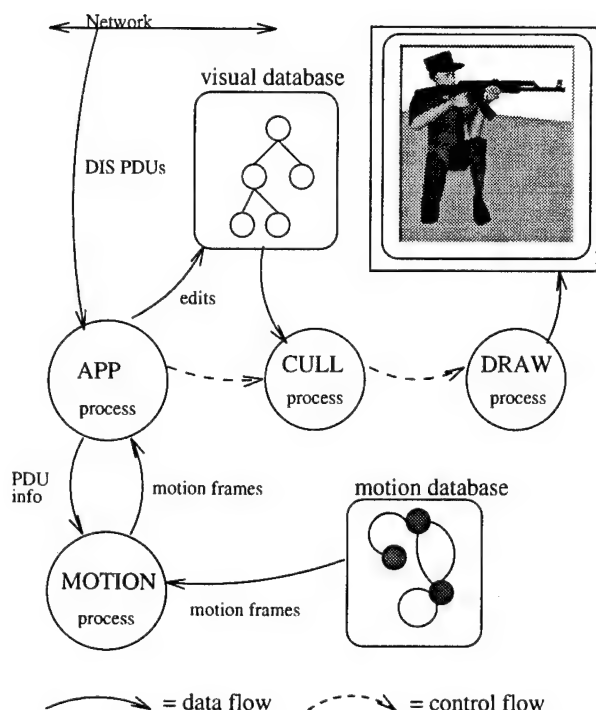 Network
visual database
DIS PDUs
edits
APP
process
CULL
process
DRAW
process
PDU
info
motion frames
motion database
MOTION
process
motion frames
= data flow
= control flow